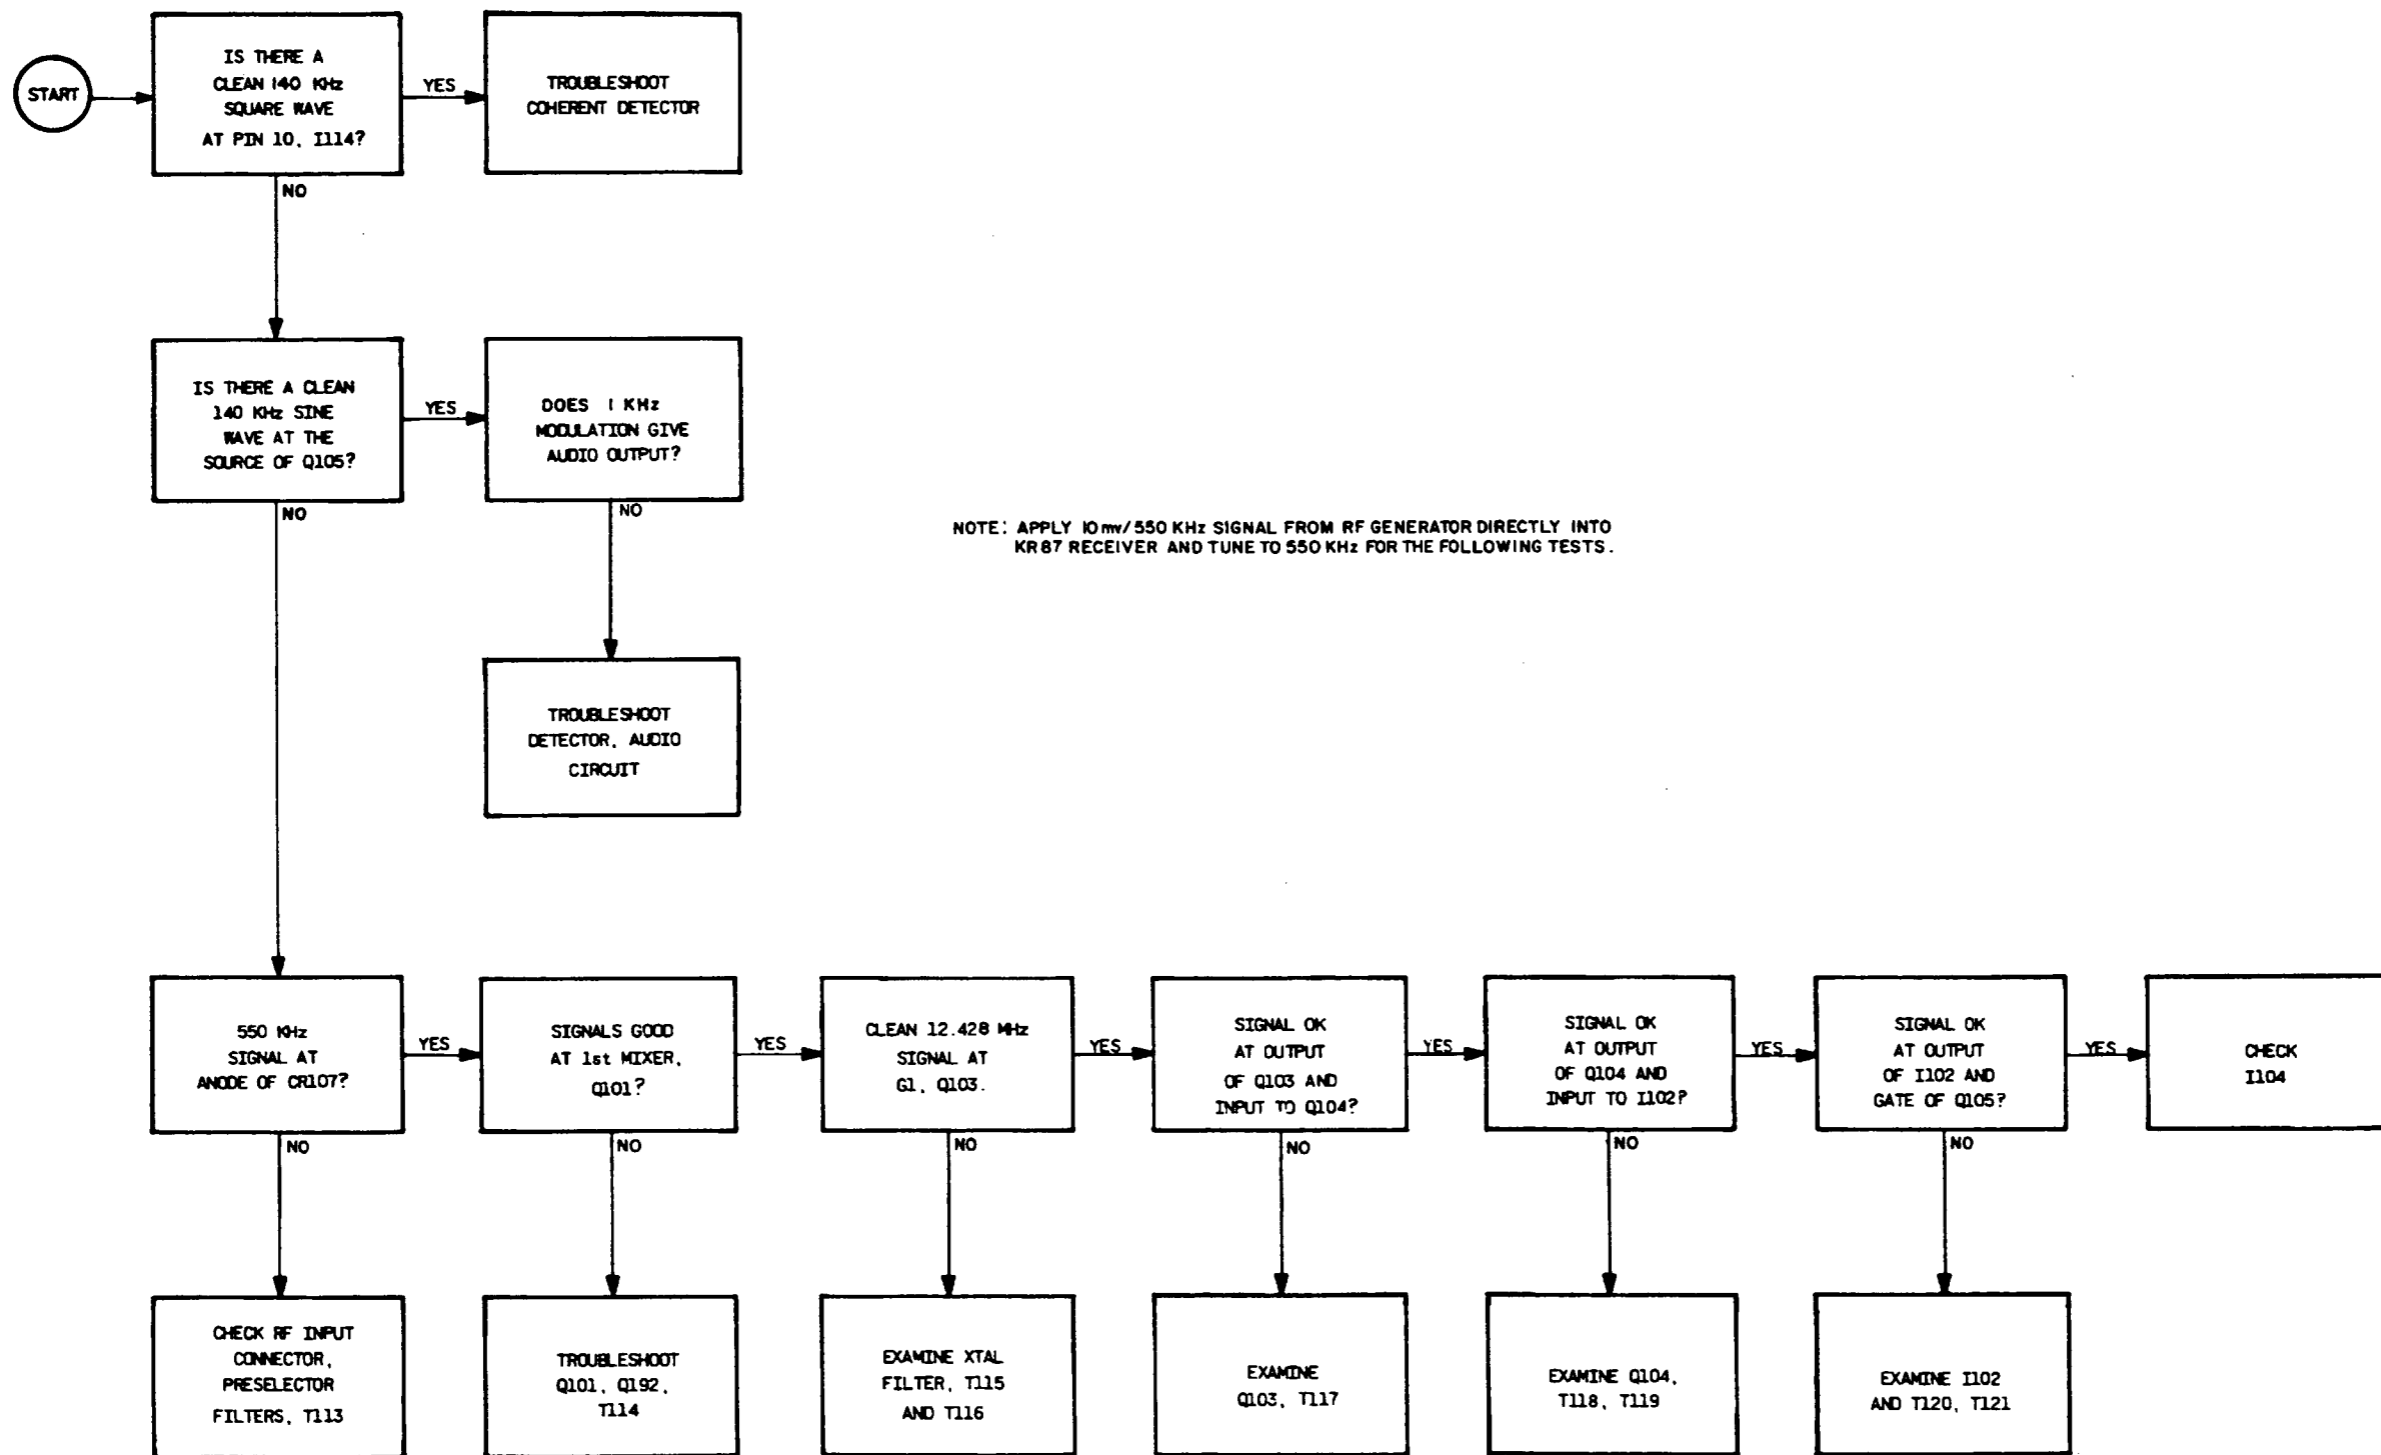 START
IS THERE A
CLEAN 140 KHz
SQUARE WAVE
AT PIN 10, I114?
YES
TROUBLESHOOT
COHERENT DETECTOR
NO
IS THERE A CLEAN
140 KHz SINE
WAVE AT THE
SOURCE OF Q105?
YES
DOES 1 KHz
MODULATION GIVE
AUDIO OUTPUT?
NO
NO
NOTE: APPLY 10mv/550 KHz SIGNAL FROM RF GENERATOR DIRECTLY INTO
KR87 RECEIVER AND TUNE TO 550 KHz FOR THE FOLLOWING TESTS.
TROUBLESHOOT
DETECTOR, AUDIO
CIRCUIT
550 KHz
SIGNAL AT
ANODE OF CR107?
YES
SIGNALS GOOD
AT 1st MIXER,
Q101?
YES
CLEAN 12.428 MHz
SIGNAL AT
G1, Q103.
YES
SIGNAL OK
AT OUTPUT
OF Q103 AND
INPUT TO Q104?
YES
SIGNAL OK
AT OUTPUT
OF Q104 AND
INPUT TO I102?
YES
SIGNAL OK
AT OUTPUT
OF I102 AND
GATE OF Q105?
YES
CHECK
I104
NO
NO
NO
NO
NO
NO
CHECK RF INPUT
CONNECTOR,
PRESELECTOR
FILTERS, T113
TROUBLESHOOT
Q101, Q192,
T114
EXAMINE XTAL
FILTER, T115
AND T116
EXAMINE
Q103, T117
EXAMINE Q104,
T118, T119
EXAMINE I102
AND T120, T121